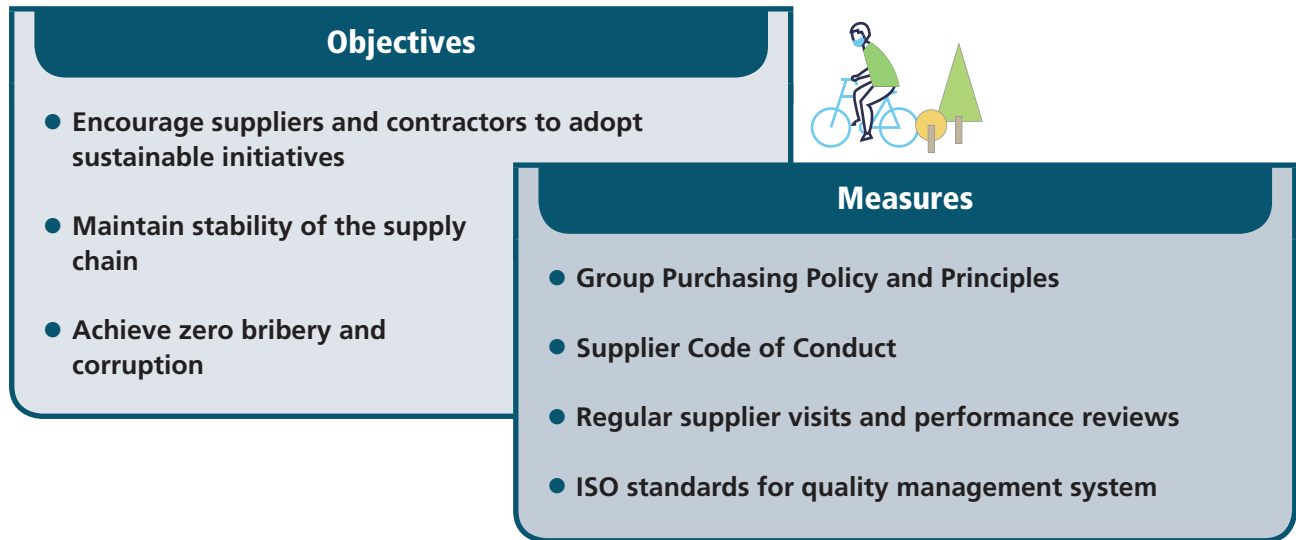 Objectives
● Encourage suppliers and contractors to adopt
sustainable initiatives
● Maintain stability of the supply
chain
● Achieve zero bribery and
corruption
Measures
● Group Purchasing Policy and Principles
● Supplier Code of Conduct
● Regular supplier visits and performance reviews
● ISO standards for quality management system